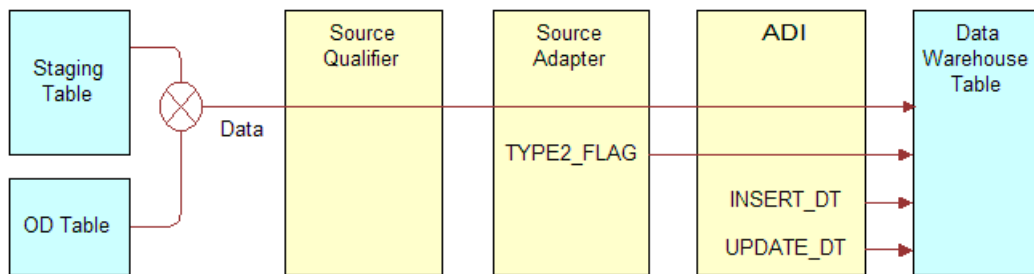 Staging
Table
OD Table
Data
Source
Qualifier
Source
Adapter
TYPE2_FLAG
ADI
INSERT_DT
UPDATE_DT
Data
Warehouse
Table